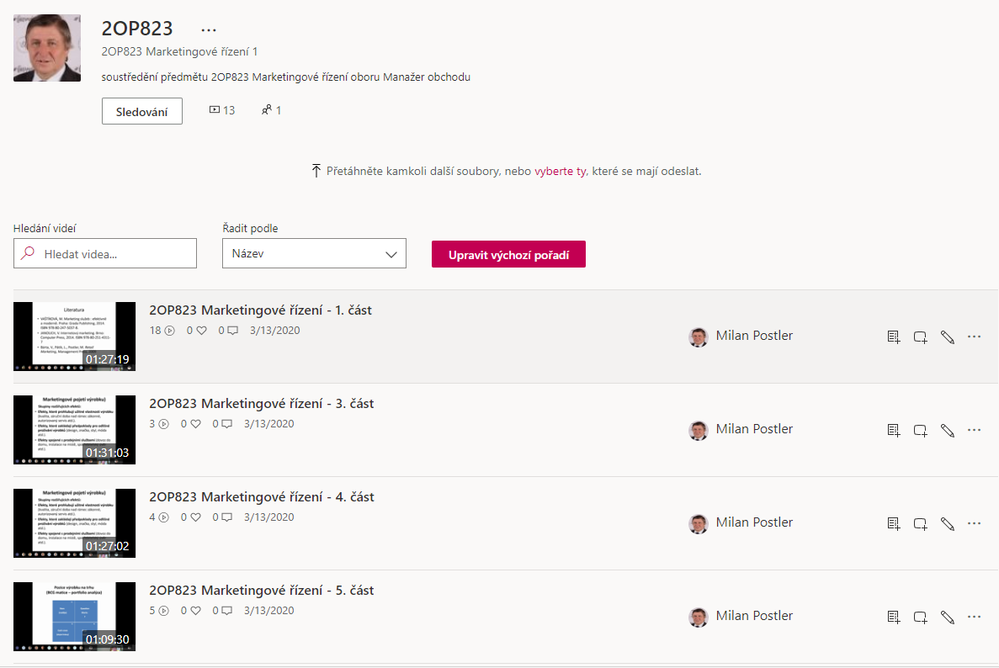 2OP823 ...
2OP823 Marketingové řízení 1
soustředění předmětu 2OP823 Marketingové řízení oboru Manažer obchodu
Sledování 13 1
Přetáhněte kamkoli další soubory, nebo vyberte ty, které se mají odeslat.
Hledání videí Řadit podle
Hledat videa... Název Upravit výchozí pořadí
2OP823 Marketingové řízení - 1. část
18 0 0 3/13/2020
Milan Postler
Literatura
01:27:19
2OP823 Marketingové řízení - 3. část
3 0 0 3/13/2020
Milan Postler
Marketingové pojetí výrobku)
Skupiny rozšiřujících efektů:
01:31:03
2OP823 Marketingové řízení - 4. část
4 0 0 3/13/2020
Milan Postler
Marketingové pojetí výrobku)
Skupiny rozšiřujících efektů:
01:27:02
2OP823 Marketingové řízení - 5. část
5 0 0 3/13/2020
Milan Postler
Pozice výrobku na trhu
(BCG matice – portfolio analýza)
01:09:30